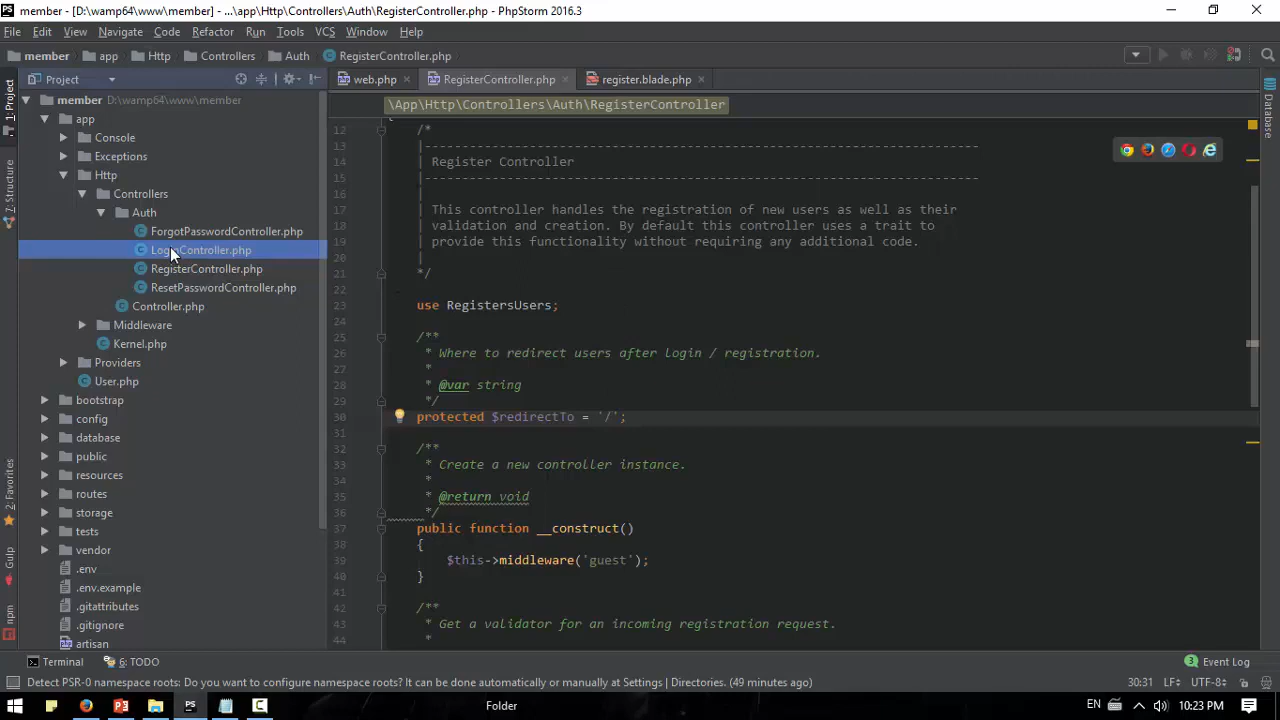 member - [D:\wamp64\www\member] - ...\app\Http\Controllers\Auth\RegisterController.php - PhpStorm 2016.3
File Edit View Navigate Code Refactor Run Tools VCS Window Help
member app Http Controllers Auth RegisterController.php
Project
web.php RegisterController.php register.blade.php
\App\Http\Controllers\Auth\RegisterController
1: Project
7: Structure
2: Favorites
Gulp
npm
Database
member D:\wamp64\www\member
app
Console
Exceptions
Http
Controllers
Auth
ForgotPasswordController.php
LoginController.php
RegisterController.php
ResetPasswordController.php
Controller.php
Middleware
Kernel.php
Providers
User.php
bootstrap
config
database
public
resources
routes
storage
tests
vendor
.env
.env.example
.gitattributes
.gitignore
artisan
12 /*
13 |--------------------------------------------------------------------------
14 | Register Controller
15 |--------------------------------------------------------------------------
16 |
17 | This controller handles the registration of new users as well as their
18 | validation and creation. By default this controller uses a trait to
19 | provide this functionality without requiring any additional code.
20 |
21 */
22
23 use RegistersUsers;
24
25 /**
26 * Where to redirect users after login / registration.
27 *
28 * @var string
29 */
30 protected $redirectTo = '/';
31
32 /**
33 * Create a new controller instance.
34 *
35 * @return void
36 */
37 public function __construct()
38 {
39 $this->middleware('guest');
40 }
41
42 /**
43 * Get a validator for an incoming registration request.
44 *
Terminal 6: TODO 3 Event Log
Detect PSR-0 namespace roots: Do you want to configure namespace roots? It can be done automatically or manually at Settings | Directories. (49 minutes ago) 30:31 LF UTF-8
Folder EN 10:23 PM